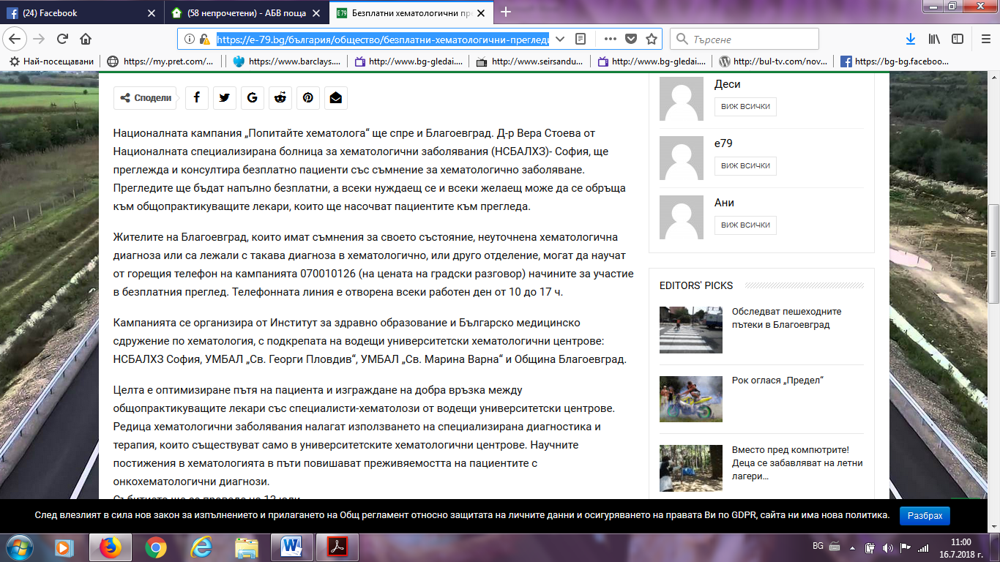 (24) Facebook
(58 непрочетени) - АБВ поща
Безплатни хематологични пре
https://e-79.bg/българия/общество/безплатни-хематологични-прегледи
Търсене
Най-посещавани
https://my.pret.com/...
https://www.barclays....
http://www.bg-gledai....
http://www.seirsandu...
http://www.bg-gledai....
http://bul-tv.com/nov...
https://bg-bg.faceboo...
Сподели
Националната кампания „Попитайте хематолога“ ще спре и Благоевград. Д-р Вера Стоева от
Националната специализирана болница за хематологични заболявания (НСБАЛХЗ)- София, ще
преглежда и консултира безплатно пациенти със съмнение за хематологично заболяване.
Прегледите ще бъдат напълно безплатни, а всеки нуждаещ се и всеки желаещ може да се обръща
към общопрактикуващите лекари, които ще насочват пациентите към прегледа.
Жителите на Благоевград, които имат съмнения за своето състояние, неуточнена хематологична
диагноза или са лежали с такава диагноза в хематологично, или друго отделение, могат да научат
от горещия телефон на кампанията 070010126 (на цената на градски разговор) начините за участие
в безплатния преглед. Телефонната линия е отворена всеки работен ден от 10 до 17 ч.
Кампанията се организира от Институт за здравно образование и Българско медицинско
сдружение по хематология, с подкрепата на водещи университетски хематологични центрове:
НСБАЛХЗ София, УМБАЛ „Св. Георги Пловдив“, УМБАЛ „Св. Марина Варна“ и Община Благоевград.
Целта е оптимизиране пътя на пациента и изграждане на добра връзка между
общопрактикуващите лекари със специалисти-хематолози от водещи университетски центрове.
Редица хематологични заболявания налагат използването на специализирана диагностика и
терапия, които съществуват само в университетските хематологични центрове. Научните
постижения в хематологията в пъти повишават преживяемостта на пациентите с
онкохематологични диагнози.
Събитието ще се проведе на 12 юли
Деси
ВИЖ ВСИЧКИ
e79
ВИЖ ВСИЧКИ
Ани
ВИЖ ВСИЧКИ
EDITORS' PICKS
Обследват пешеходните
пътеки в Благоевград
Рок оглася „Предел“
Вместо пред компютрите!
Деца се забавляват на летни
лагери…
След влезлият в сила нов закон за изпълнението и прилагането на Общ регламент относно защитата на личните данни и осигуряването на правата Ви по GDPR, сайта ни има нова политика.
Разбрах
BG
11:00
16.7.2018 г.